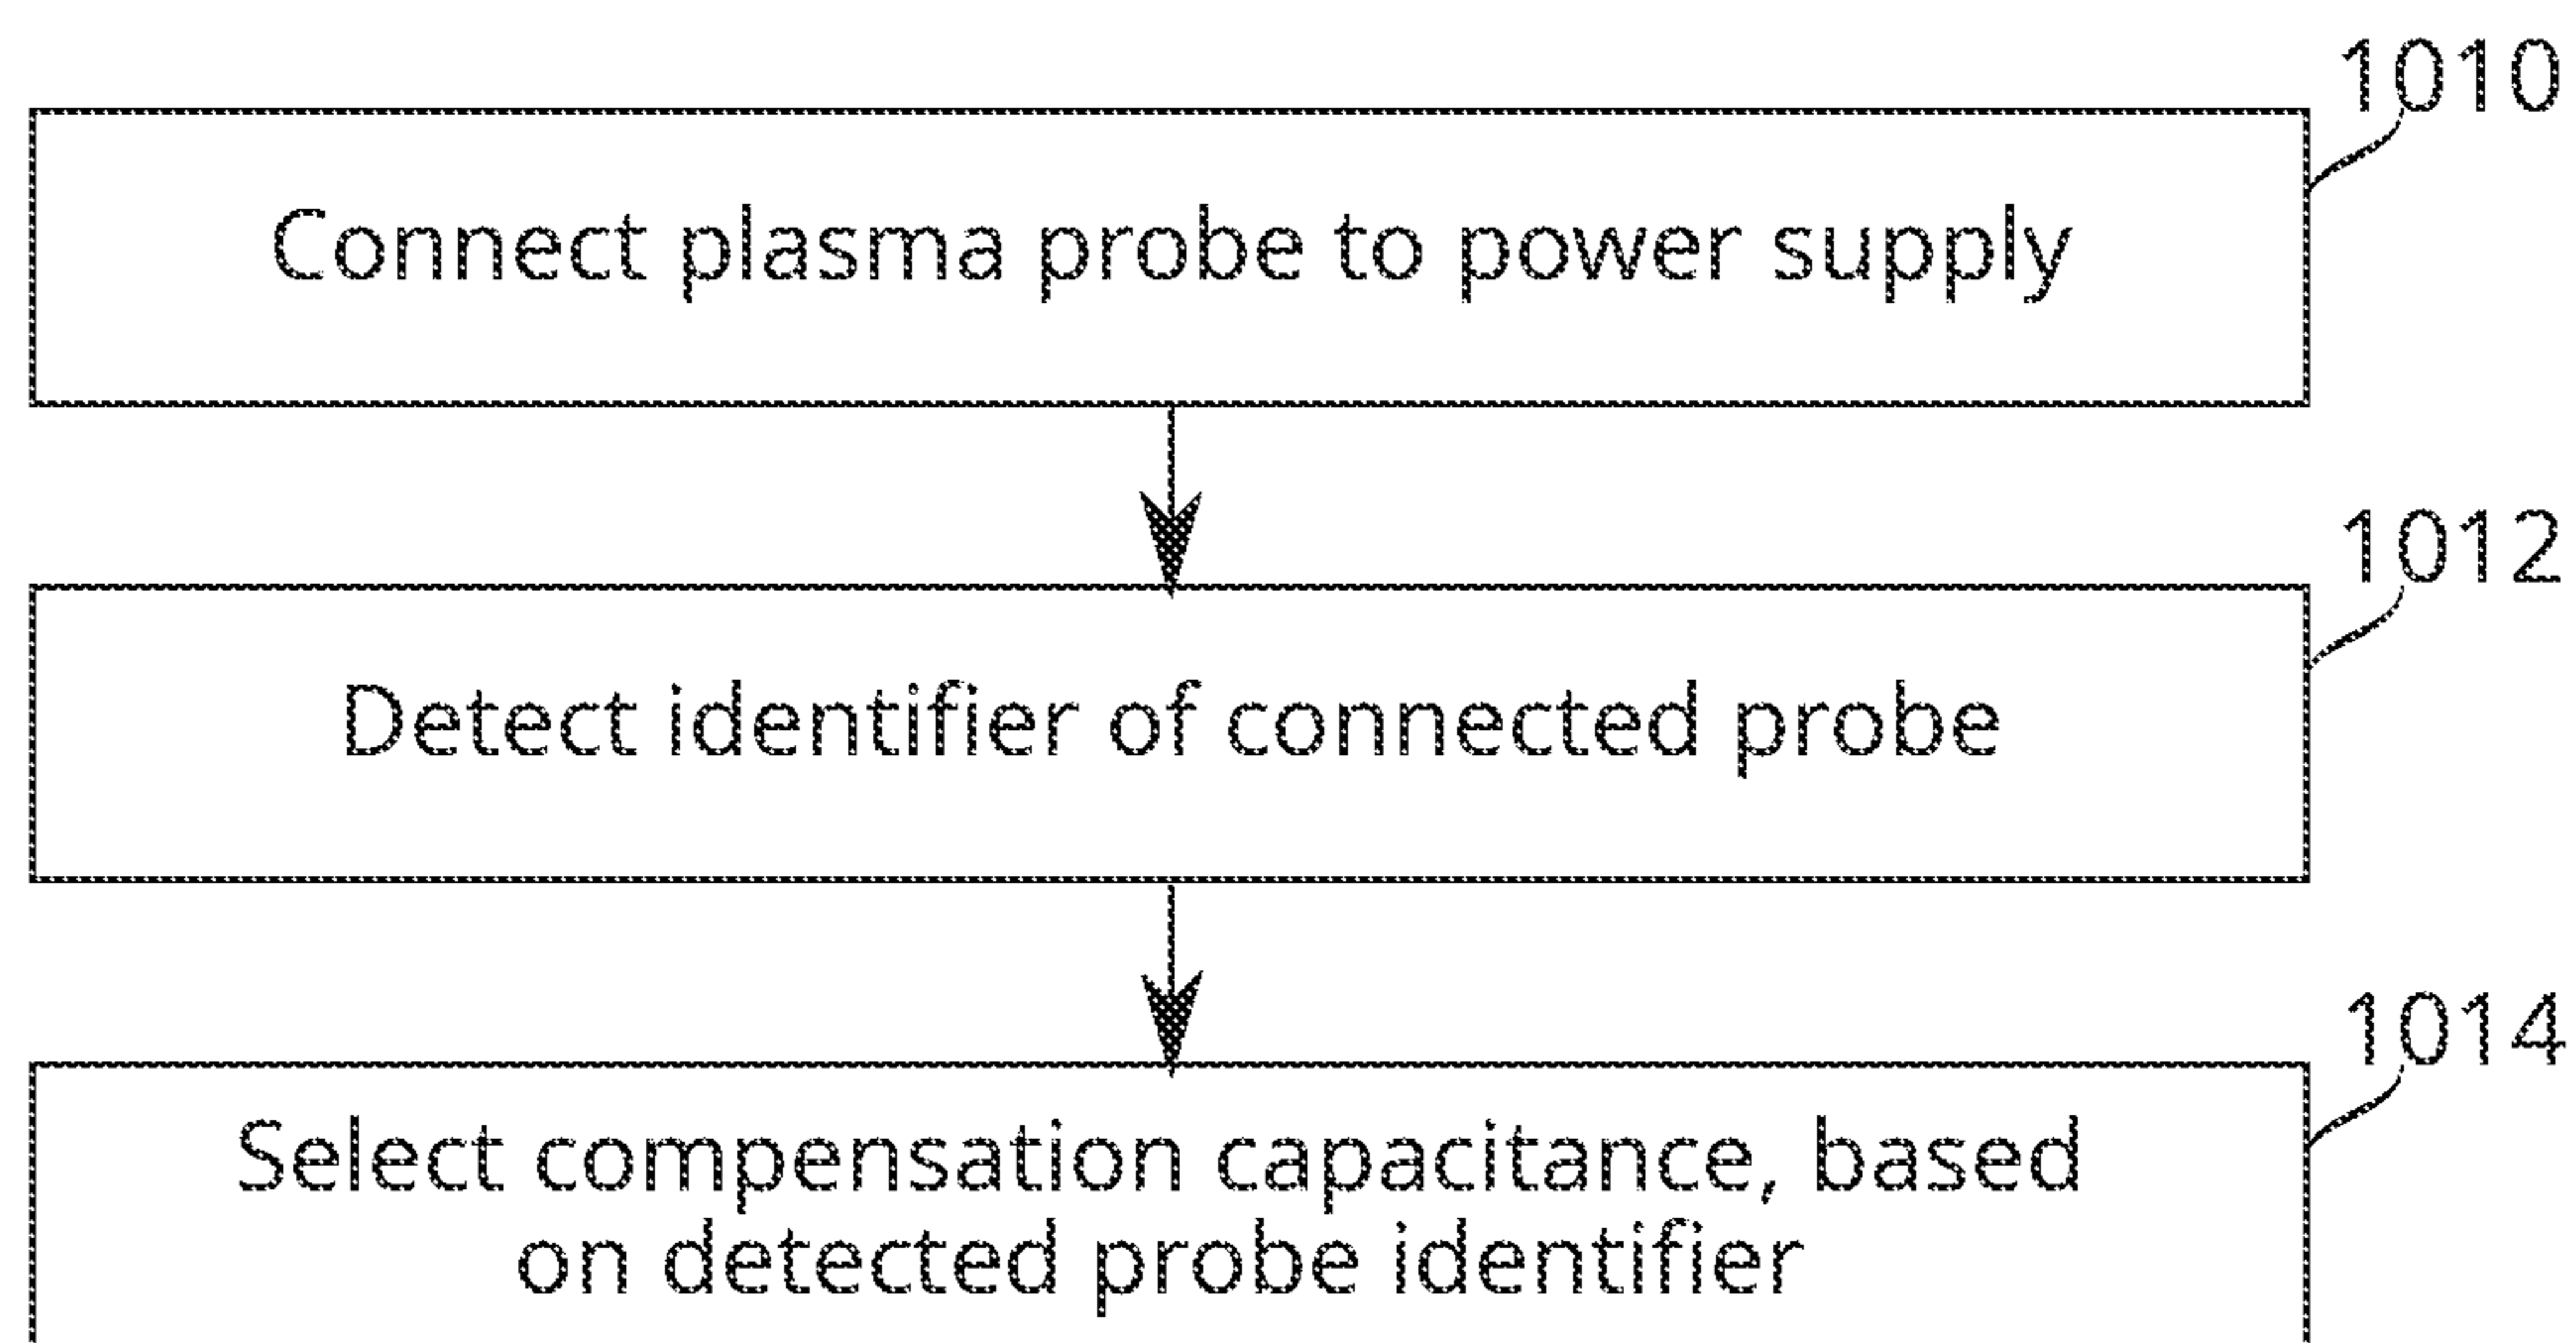 1010
Connect plasma probe to power supply
1012
Detect identifier of connected probe
1014
Select compensation capacitance, based
on detected probe identifier